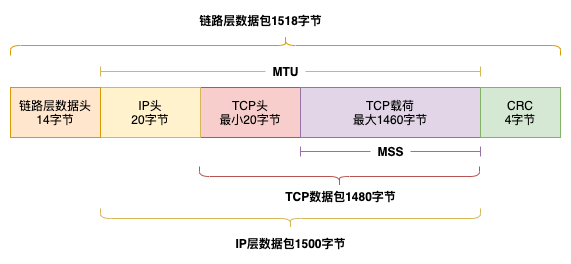 链路层数据包1518字节
MTU
链路层数据头
14字节
IP头
20字节
TCP头
最小20字节
TCP载荷
最大1460字节
CRC
4字节
MSS
TCP数据包1480字节
IP层数据包1500字节